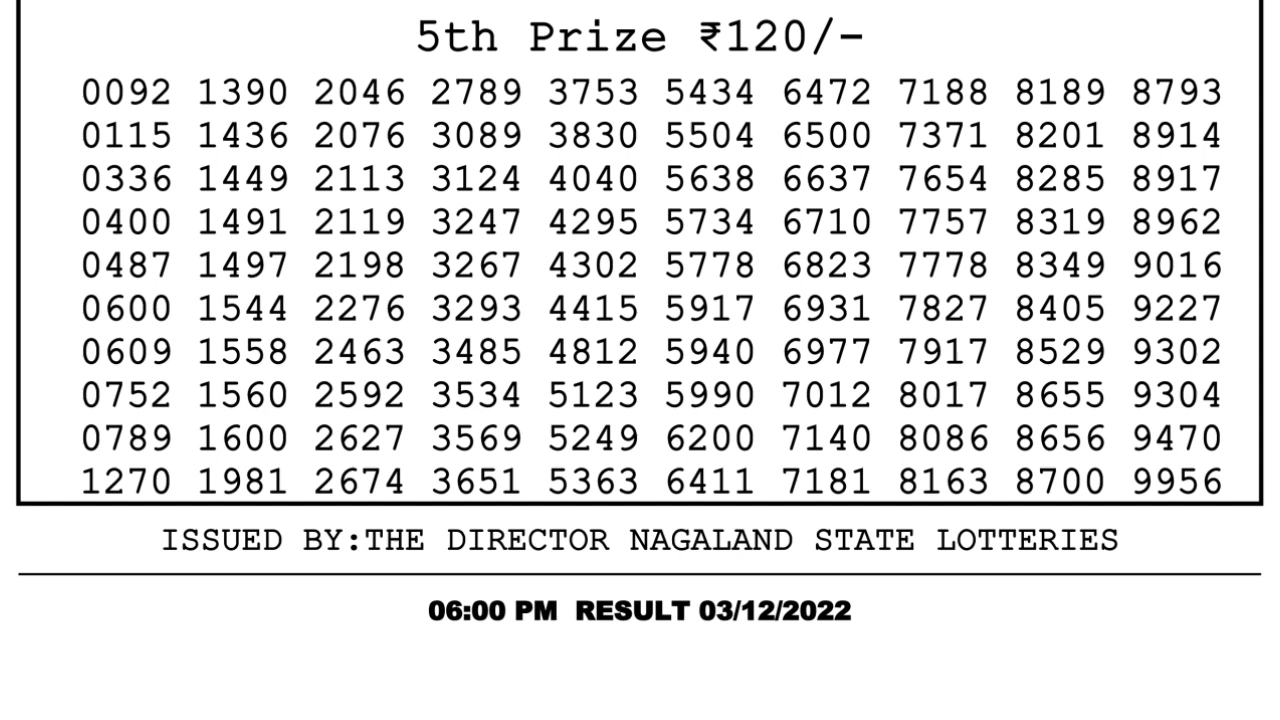 5th Prize ₹120/-
0092 1390 2046 2789 3753 5434 6472 7188 8189 8793
0115 1436 2076 3089 3830 5504 6500 7371 8201 8914
0336 1449 2113 3124 4040 5638 6637 7654 8285 8917
0400 1491 2119 3247 4295 5734 6710 7757 8319 8962
0487 1497 2198 3267 4302 5778 6823 7778 8349 9016
0600 1544 2276 3293 4415 5917 6931 7827 8405 9227
0609 1558 2463 3485 4812 5940 6977 7917 8529 9302
0752 1560 2592 3534 5123 5990 7012 8017 8655 9304
0789 1600 2627 3569 5249 6200 7140 8086 8656 9470
1270 1981 2674 3651 5363 6411 7181 8163 8700 9956
ISSUED BY:THE DIRECTOR NAGALAND STATE LOTTERIES
06:00 PM RESULT 03/12/2022